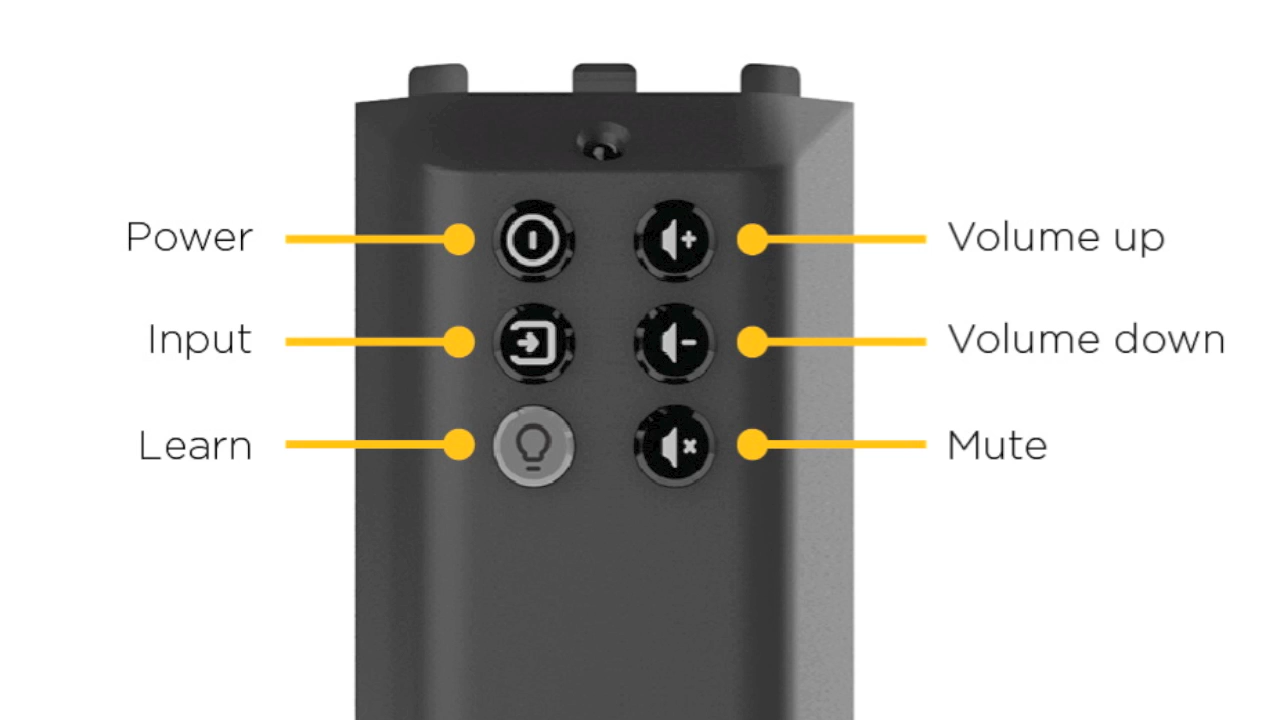 Power
Volume up
Input
Volume down
Learn
Mute